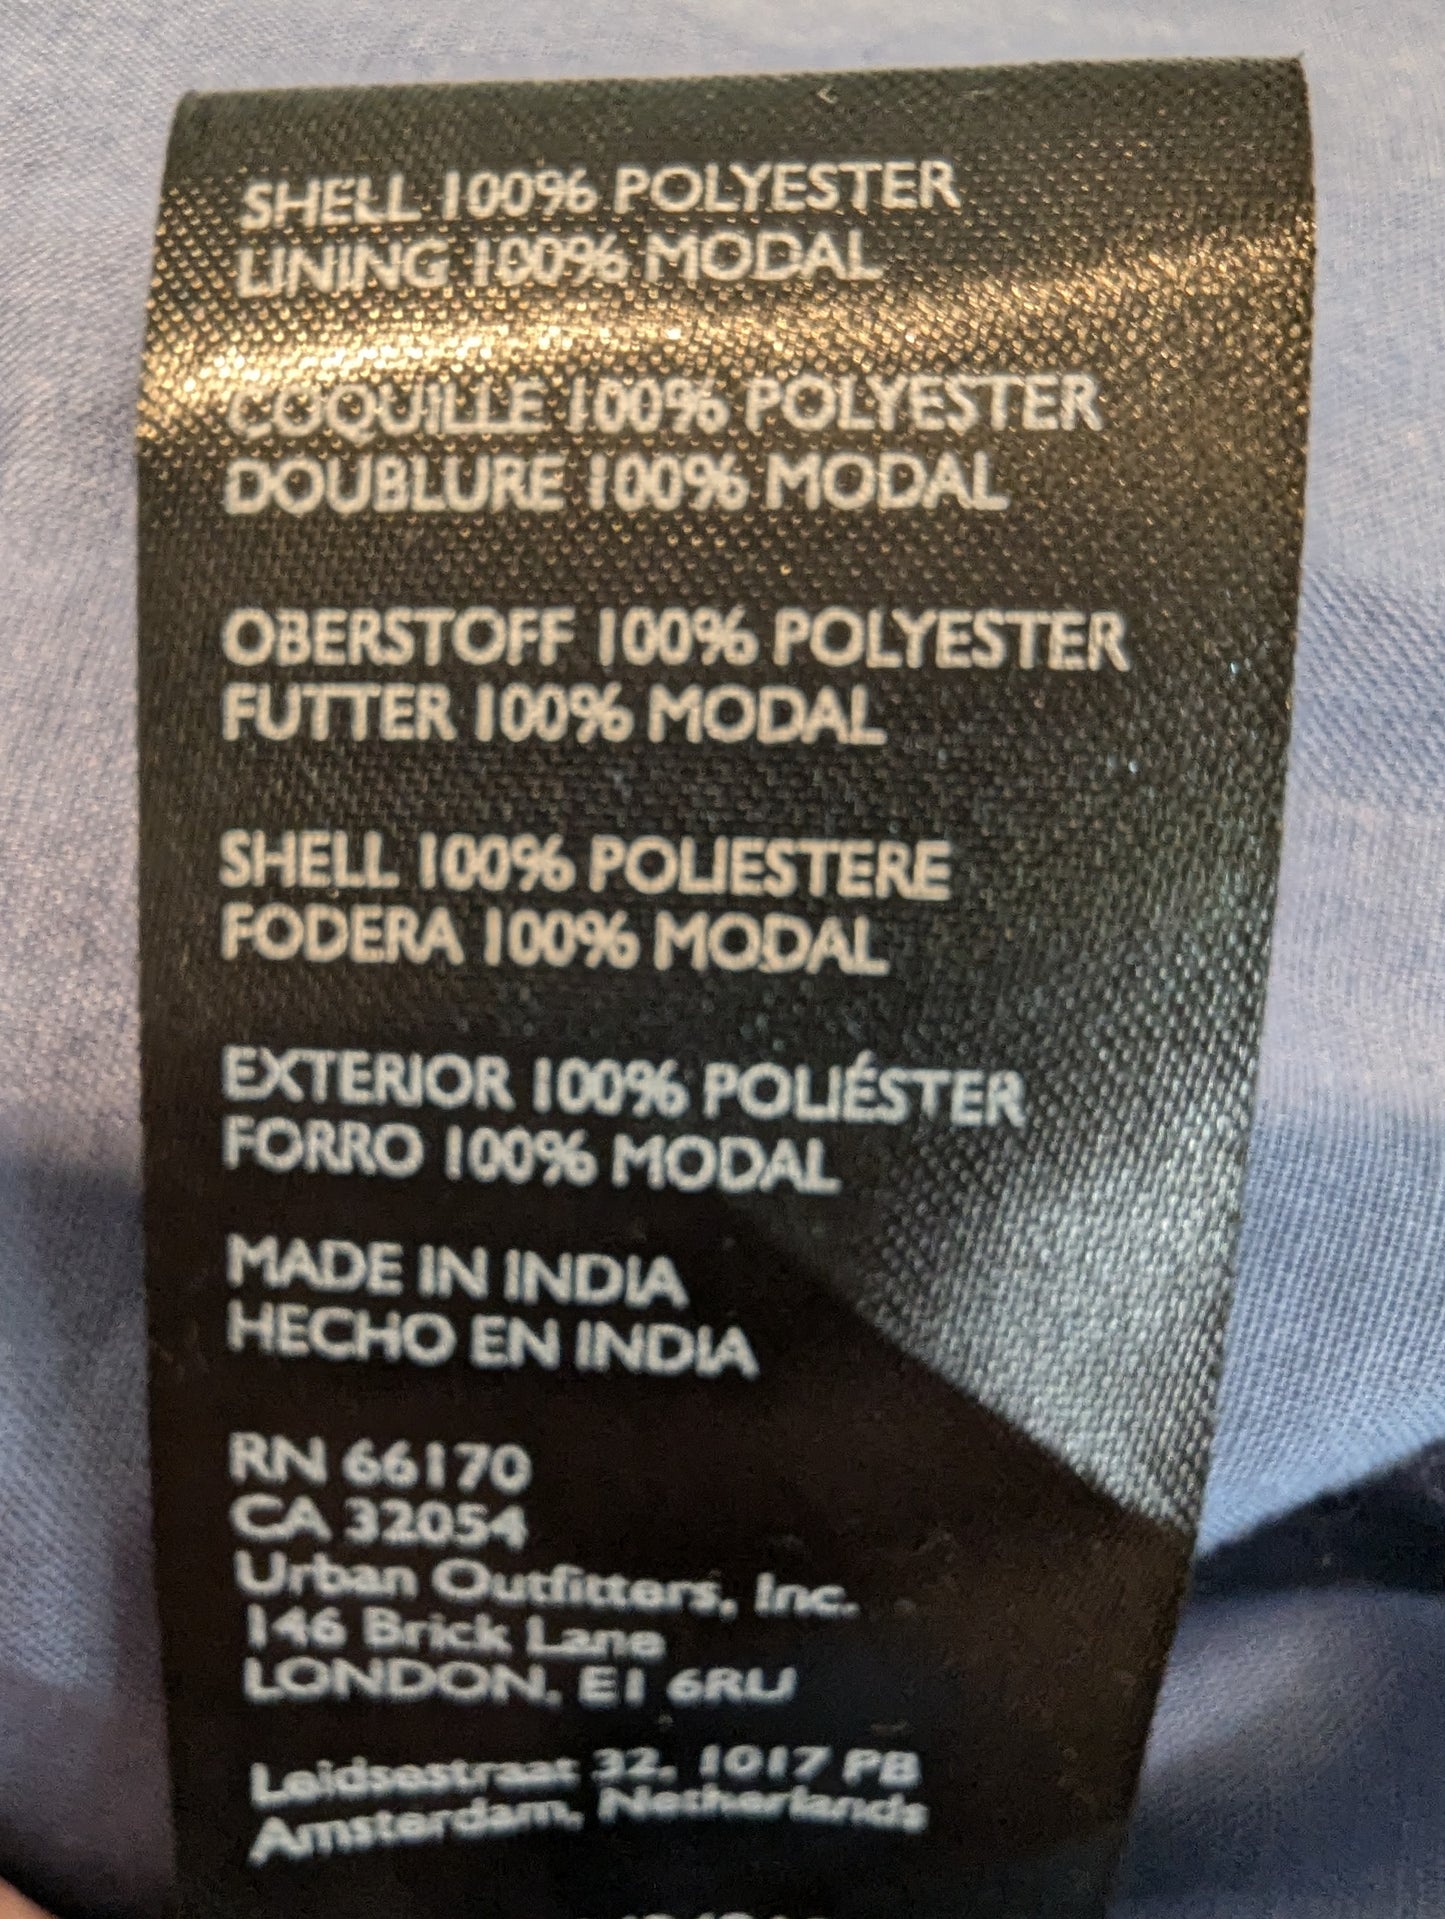 SHELL 100% POLYESTER
LINING 100% MODAL
COQUILLE 100% POLYESTER
DOUBLURE 100% MODAL
OBERSTOFF 100% POLYESTER
FUTTER 100% MODAL
SHELL 100% POLIESTERE
FODERA 100% MODAL
EXTERIOR 100% POLIÉSTER
FORRO 100% MODAL
MADE IN INDIA
HECHO EN INDIA
RN 66170
CA 32054
Urban Outfitters, Inc.
146 Brick Lane
LONDON, E1 6RU
Leidsestraat 32, 1017 PB
Amsterdam, Netherlands